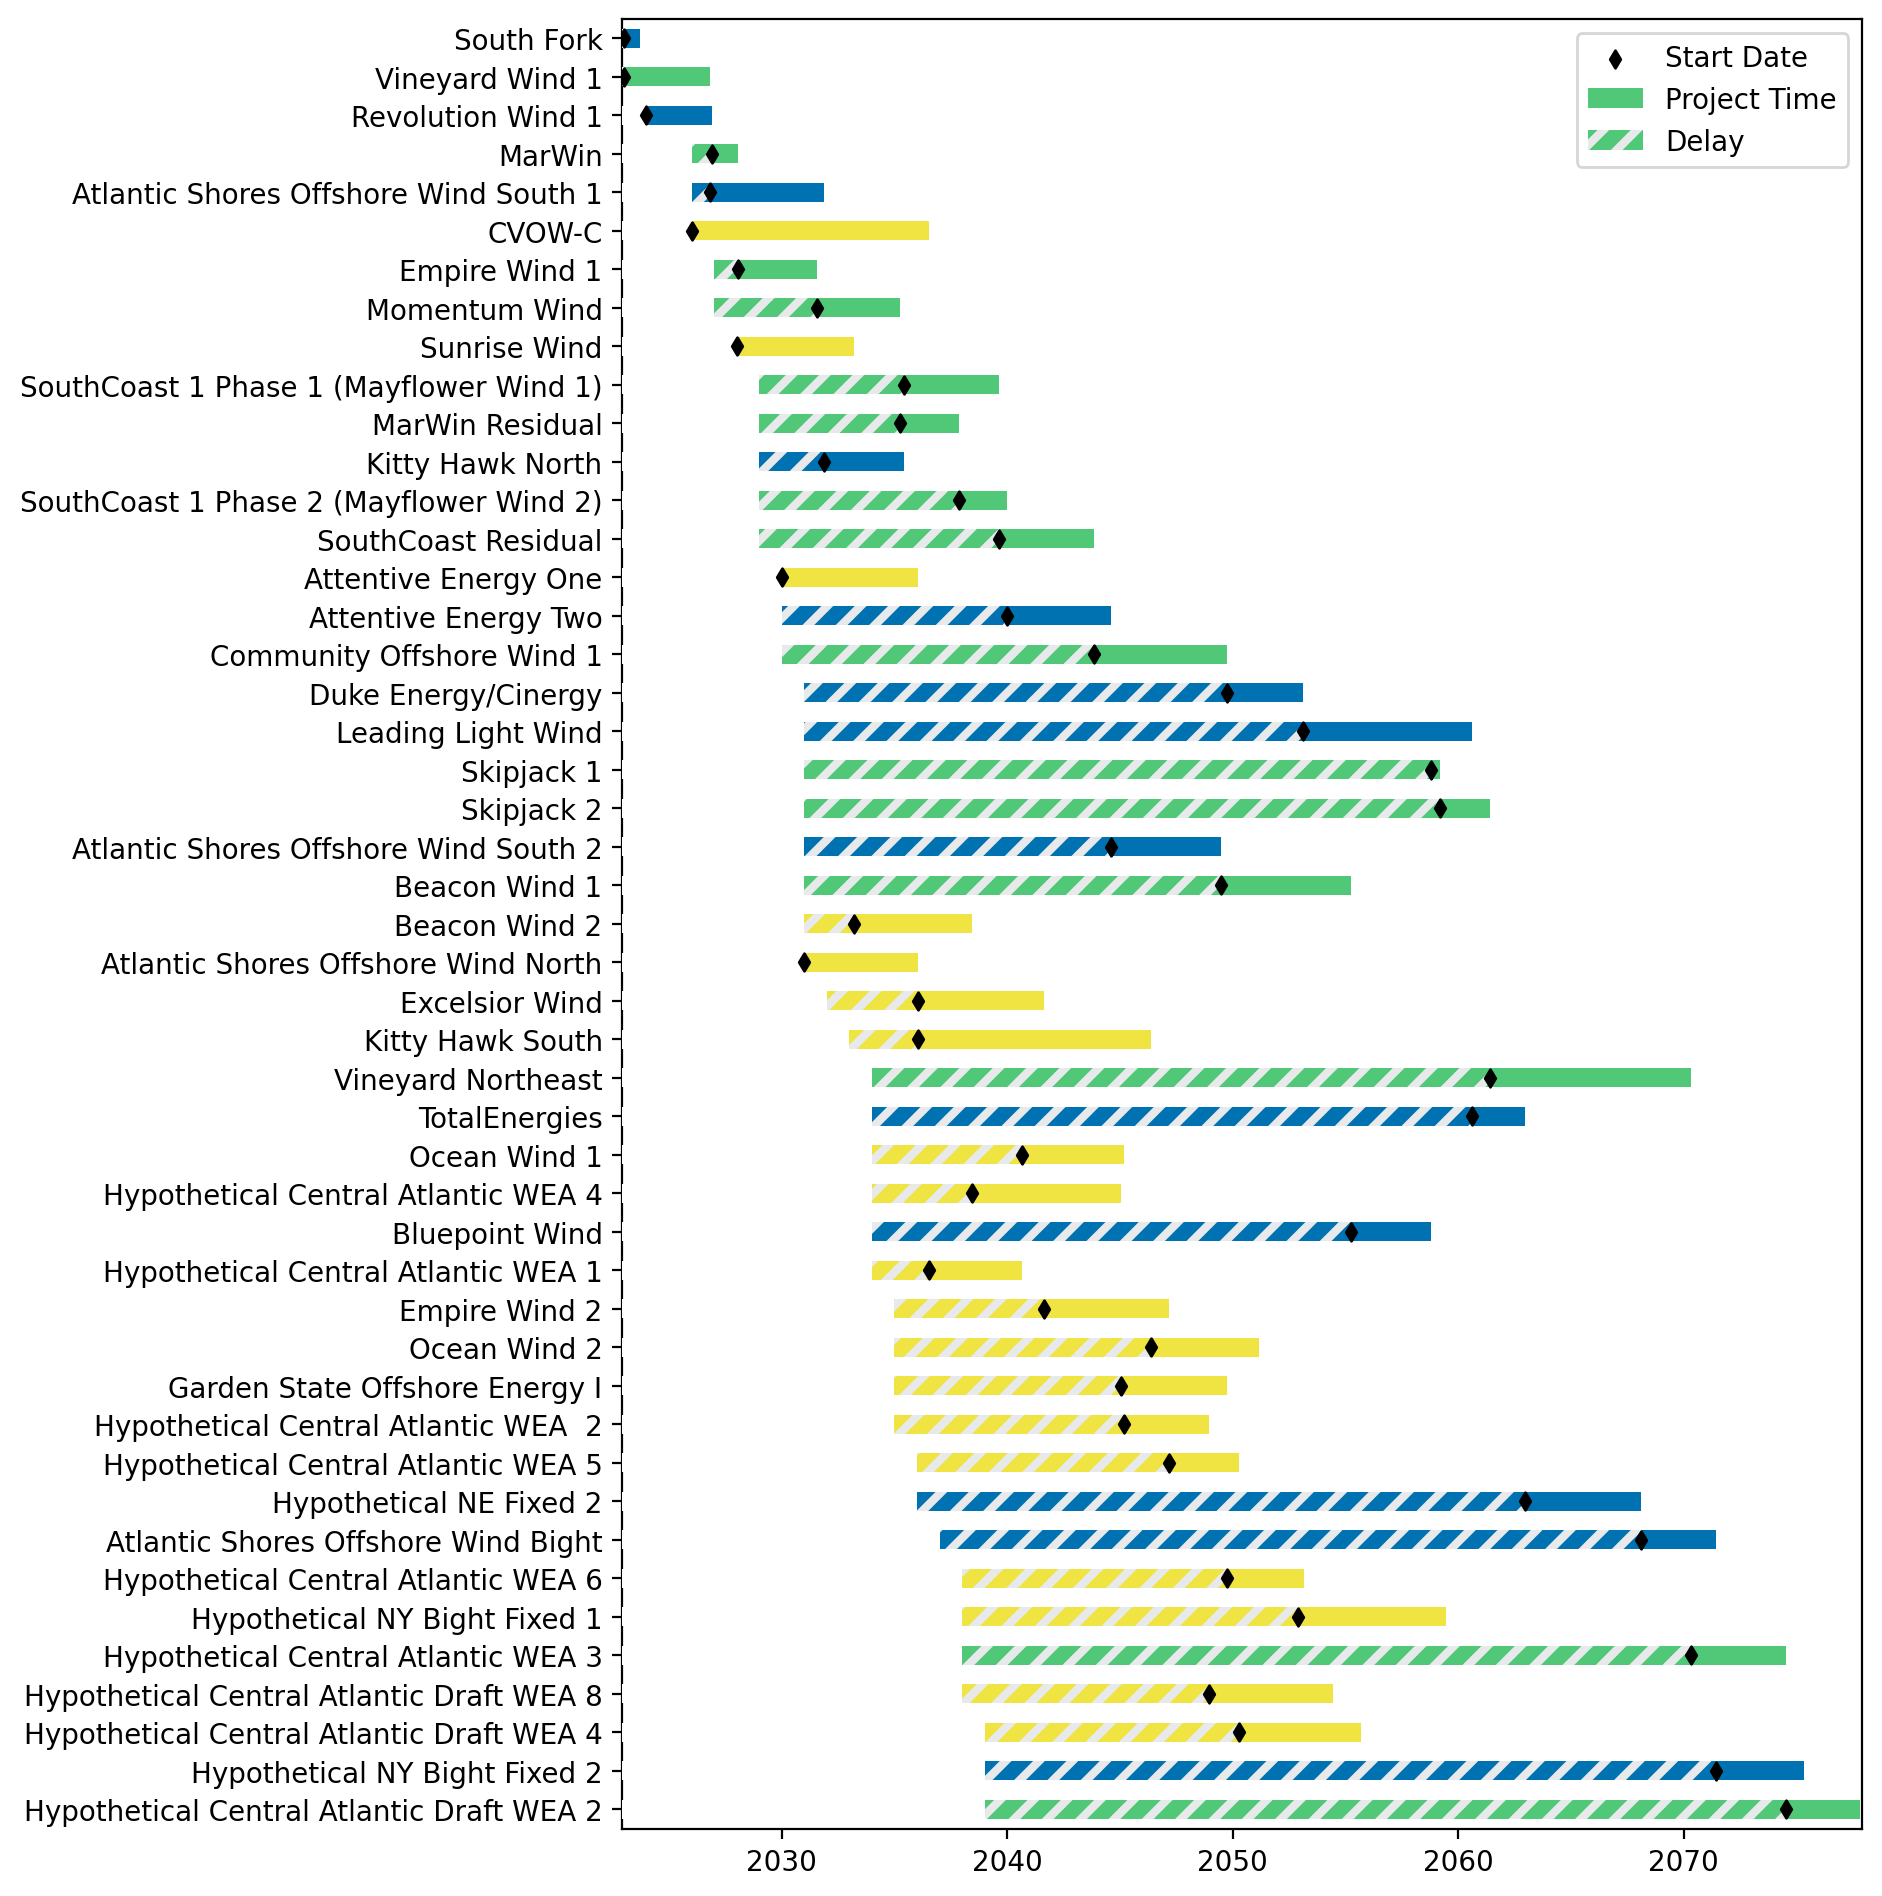 South Fork
Vineyard Wind 1
Revolution Wind 1
MarWin
Atlantic Shores Offshore Wind South 1
CVOW-C
Empire Wind 1
Momentum Wind
Sunrise Wind
SouthCoast 1 Phase 1 (Mayflower Wind 1)
MarWin Residual
Kitty Hawk North
SouthCoast 1 Phase 2 (Mayflower Wind 2)
SouthCoast Residual
Attentive Energy One
Attentive Energy Two
Community Offshore Wind 1
Duke Energy/Cinergy
Leading Light Wind
Skipjack 1
Skipjack 2
Atlantic Shores Offshore Wind South 2
Beacon Wind 1
Beacon Wind 2
Atlantic Shores Offshore Wind North
Excelsior Wind
Kitty Hawk South
Vineyard Northeast
TotalEnergies
Ocean Wind 1
Hypothetical Central Atlantic WEA 4
Bluepoint Wind
Hypothetical Central Atlantic WEA 1
Empire Wind 2
Ocean Wind 2
Garden State Offshore Energy I
Hypothetical Central Atlantic WEA  2
Hypothetical Central Atlantic WEA 5
Hypothetical NE Fixed 2
Atlantic Shores Offshore Wind Bight
Hypothetical Central Atlantic WEA 6
Hypothetical NY Bight Fixed 1
Hypothetical Central Atlantic WEA 3
Hypothetical Central Atlantic Draft WEA 8
Hypothetical Central Atlantic Draft WEA 4
Hypothetical NY Bight Fixed 2
Hypothetical Central Atlantic Draft WEA 2
Start Date
Project Time
Delay
2030 2040 2050 2060 2070